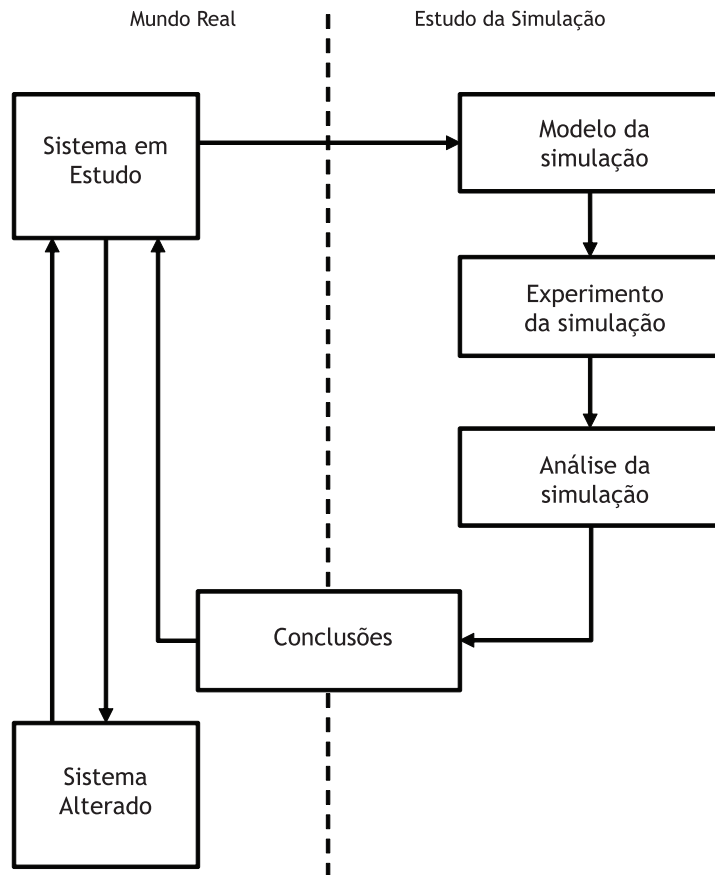 Mundo Real
Estudo da Simulação
Sistema em
Estudo
Modelo da
simulação
Experimento
da simulação
Análise da
simulação
Conclusões
Sistema
Alterado